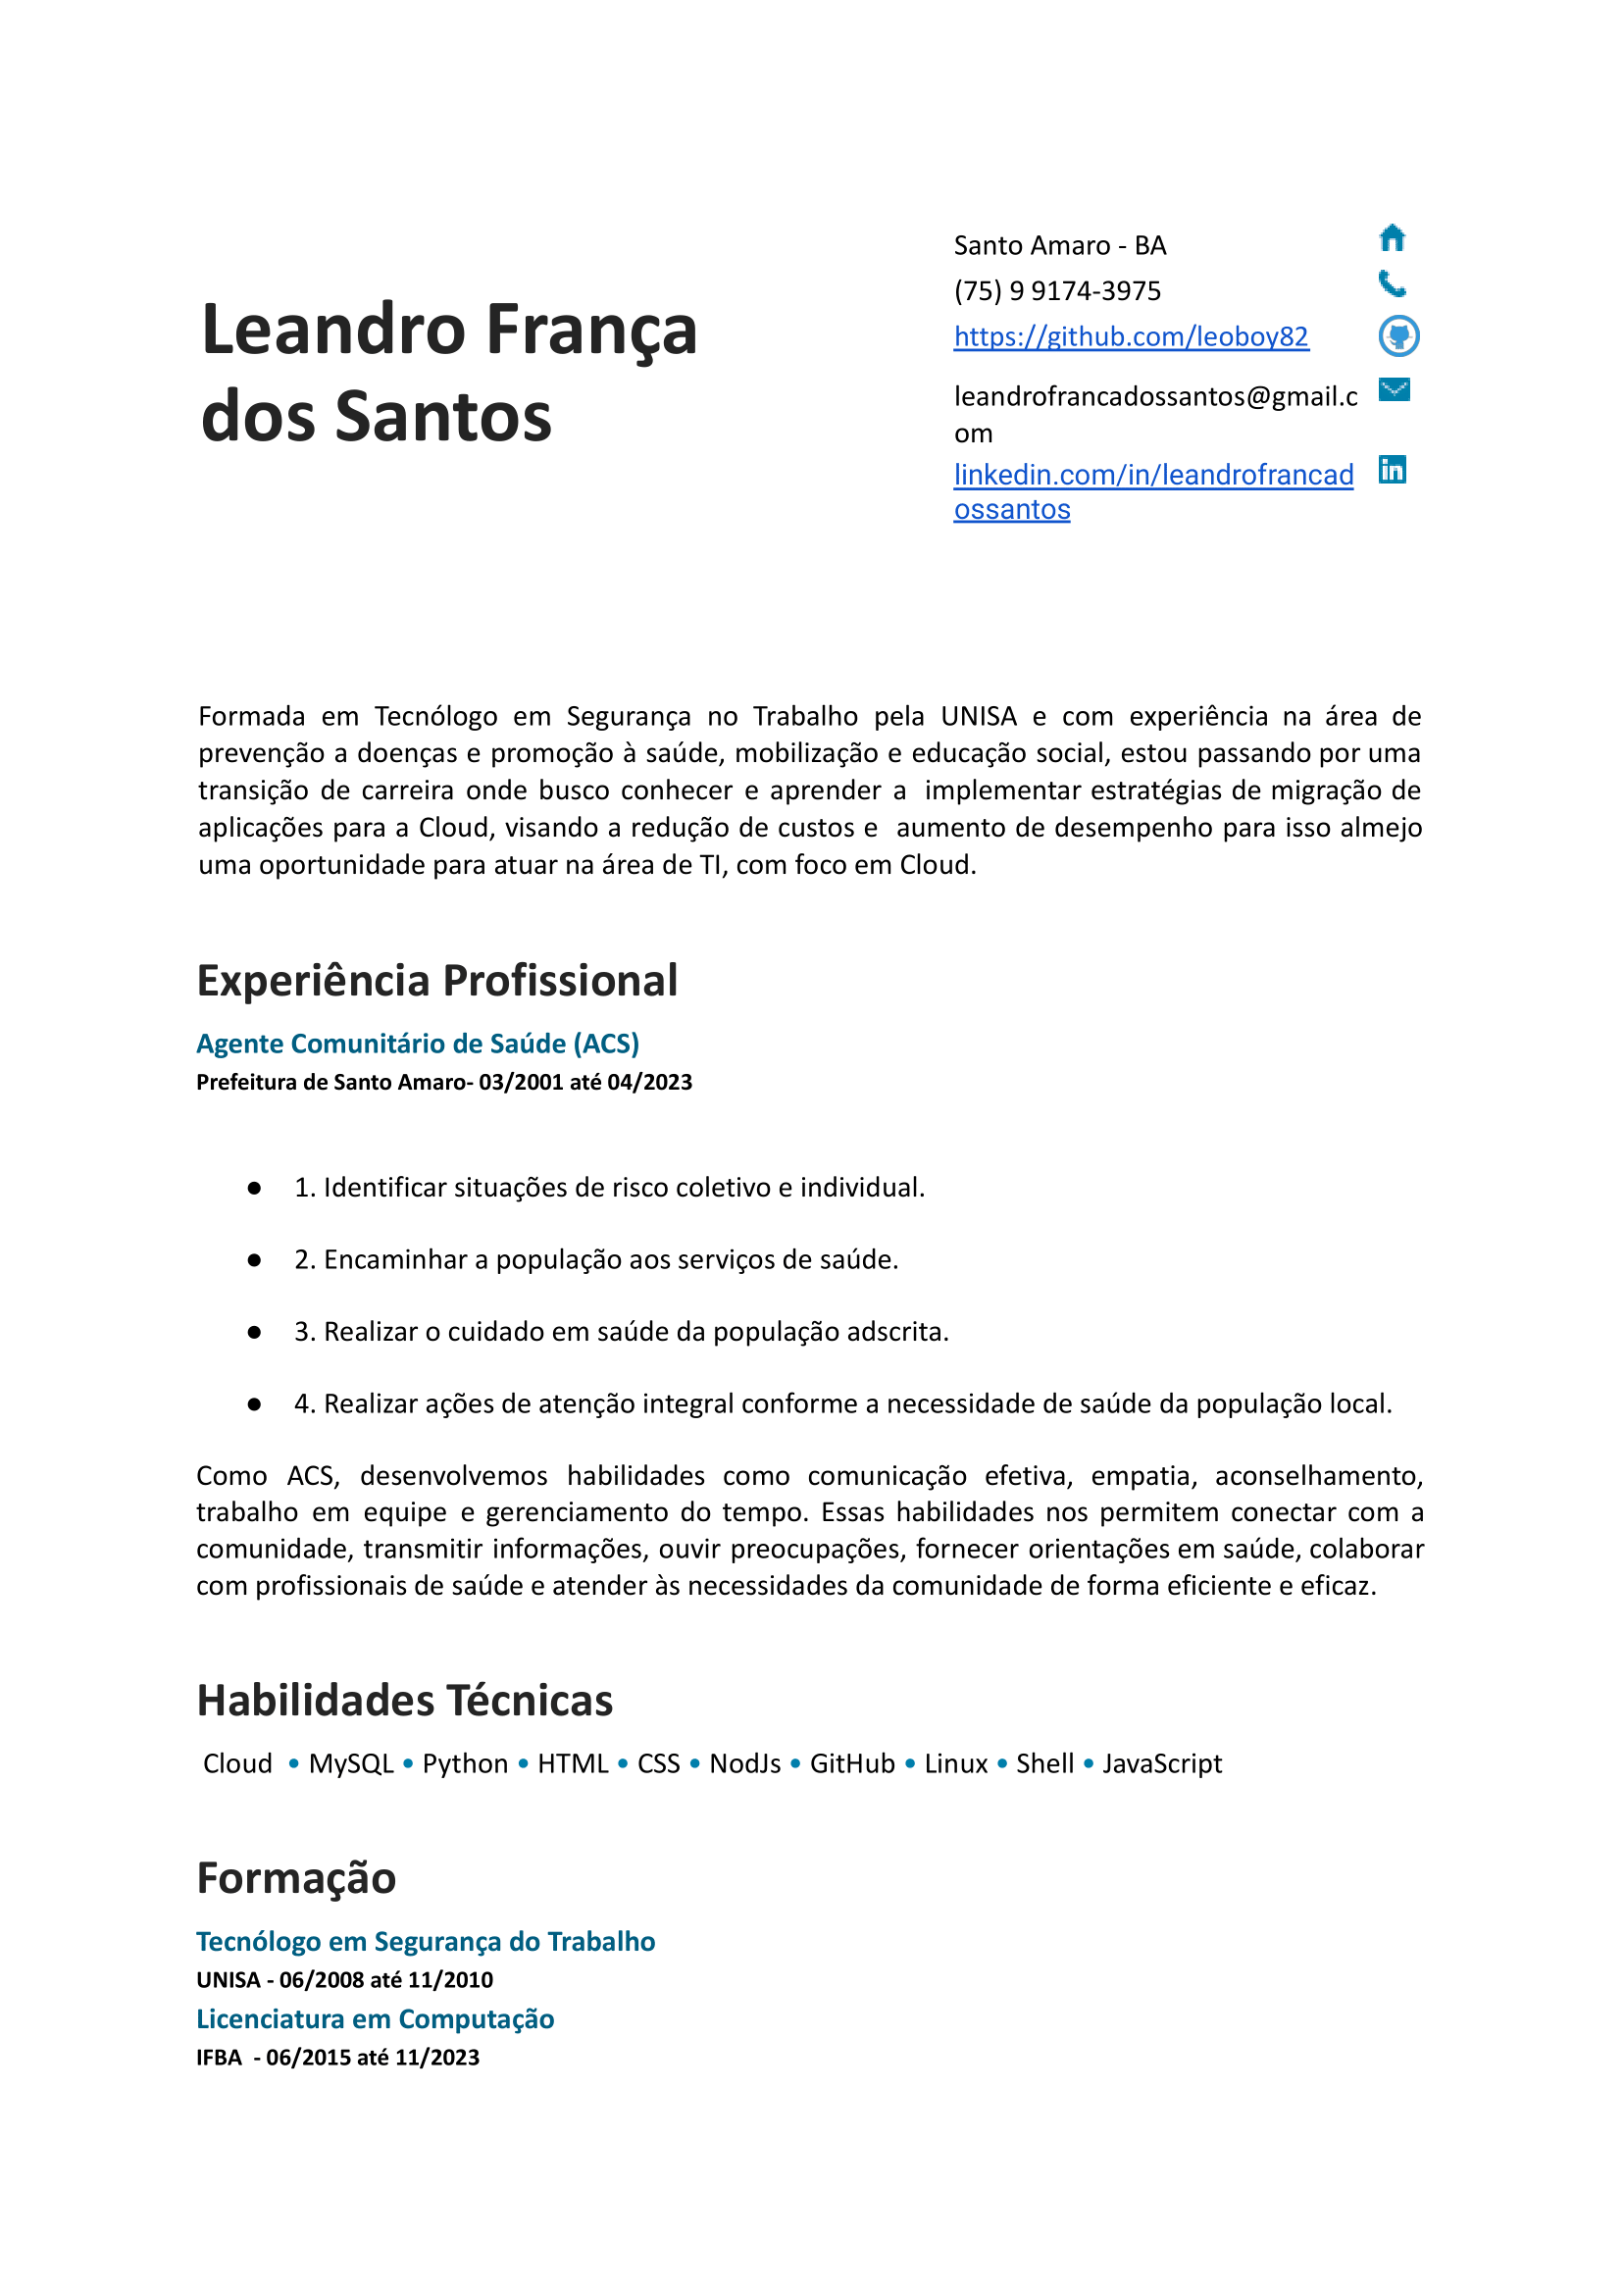 Leandro França
dos Santos
Santo Amaro - BA
(75) 9 9174-3975
https://github.com/leoboy82
leandrofrancadossantos@gmail.c
om
linkedin.com/in/leandrofrancad
ossantos
Formada em Tecnólogo em Segurança no Trabalho pela UNISA e com experiência na área de
prevenção a doenças e promoção à saúde, mobilização e educação social, estou passando por uma
transição de carreira onde busco conhecer e aprender a implementar estratégias de migração de
aplicações para a Cloud, visando a redução de custos e aumento de desempenho para isso almejo
uma oportunidade para atuar na área de TI, com foco em Cloud.
Experiência Profissional
Agente Comunitário de Saúde (ACS)
Prefeitura de Santo Amaro- 03/2001 até 04/2023
● 1. Identificar situações de risco coletivo e individual.
● 2. Encaminhar a população aos serviços de saúde.
● 3. Realizar o cuidado em saúde da população adscrita.
● 4. Realizar ações de atenção integral conforme a necessidade de saúde da população local.
Como ACS, desenvolvemos habilidades como comunicação efetiva, empatia, aconselhamento,
trabalho em equipe e gerenciamento do tempo. Essas habilidades nos permitem conectar com a
comunidade, transmitir informações, ouvir preocupações, fornecer orientações em saúde, colaborar
com profissionais de saúde e atender às necessidades da comunidade de forma eficiente e eficaz.
Habilidades Técnicas
Cloud • MySQL • Python • HTML • CSS • NodJs • GitHub • Linux • Shell • JavaScript
Formação
Tecnólogo em Segurança do Trabalho
UNISA - 06/2008 até 11/2010
Licenciatura em Computação
IFBA - 06/2015 até 11/2023